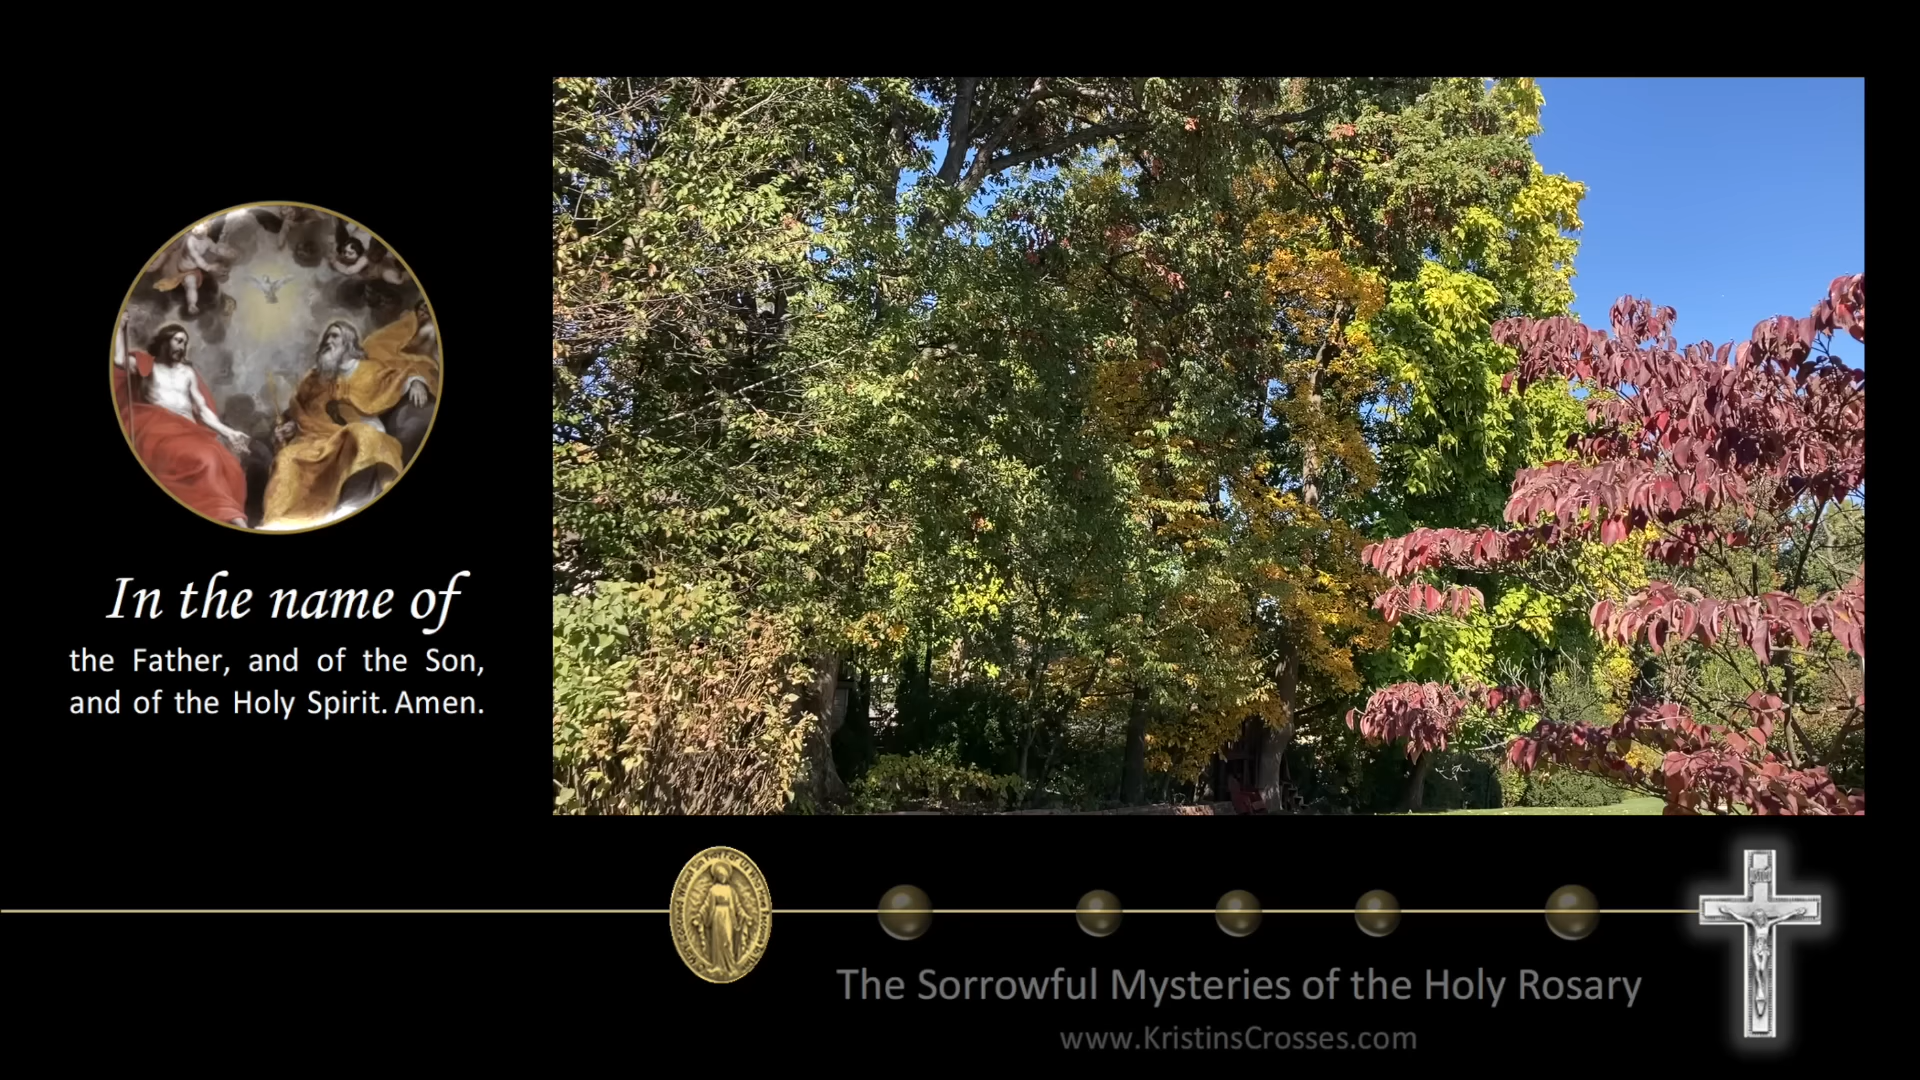 In the name of
the Father, and of the Son,
and of the Holy Spirit. Amen.
The Sorrowful Mysteries of the Holy Rosary
www.KristinsCrosses.com